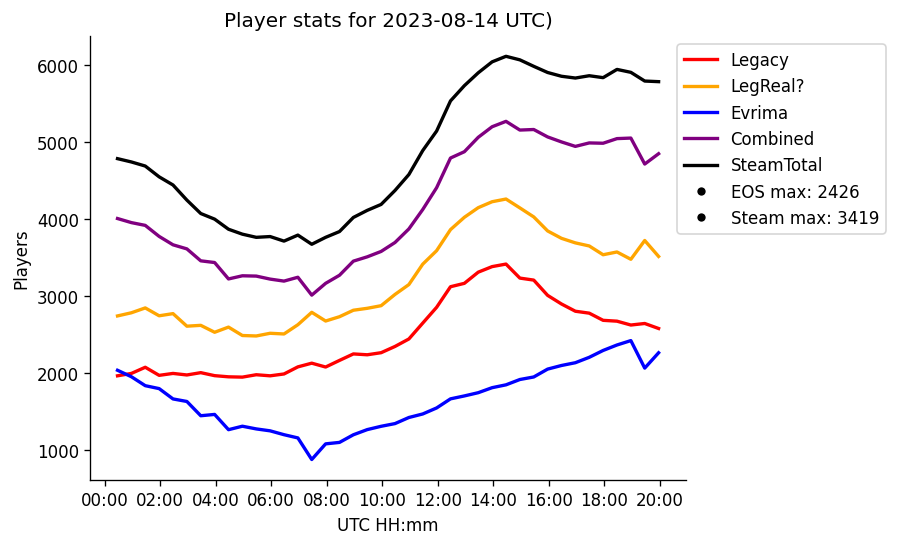 Player stats for 2023-08-14 UTC)
Players
6000
5000
4000
3000
2000
1000
00:00 02:00 04:00 06:00 08:00 10:00 12:00 14:00 16:00 18:00 20:00
UTC HH:mm
Legacy
LegReal?
Evrima
Combined
SteamTotal
EOS max: 2426
Steam max: 3419